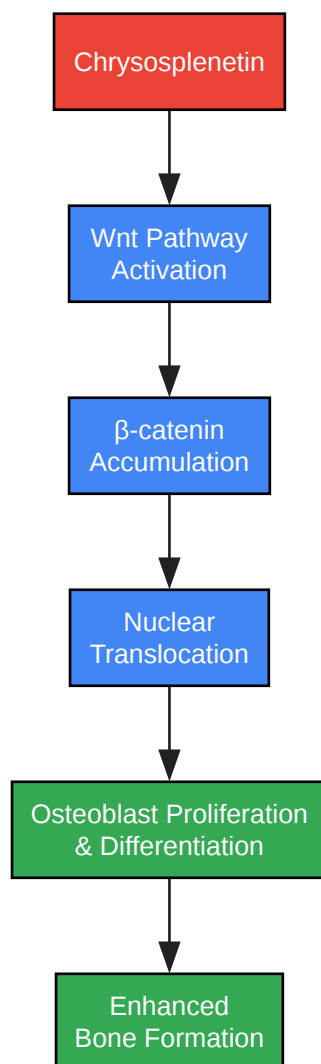 Chrysosplenetin
Wnt Pathway
Activation
β-catenin
Accumulation
Nuclear
Translocation
Osteoblast Proliferation
& Differentiation
Enhanced
Bone Formation